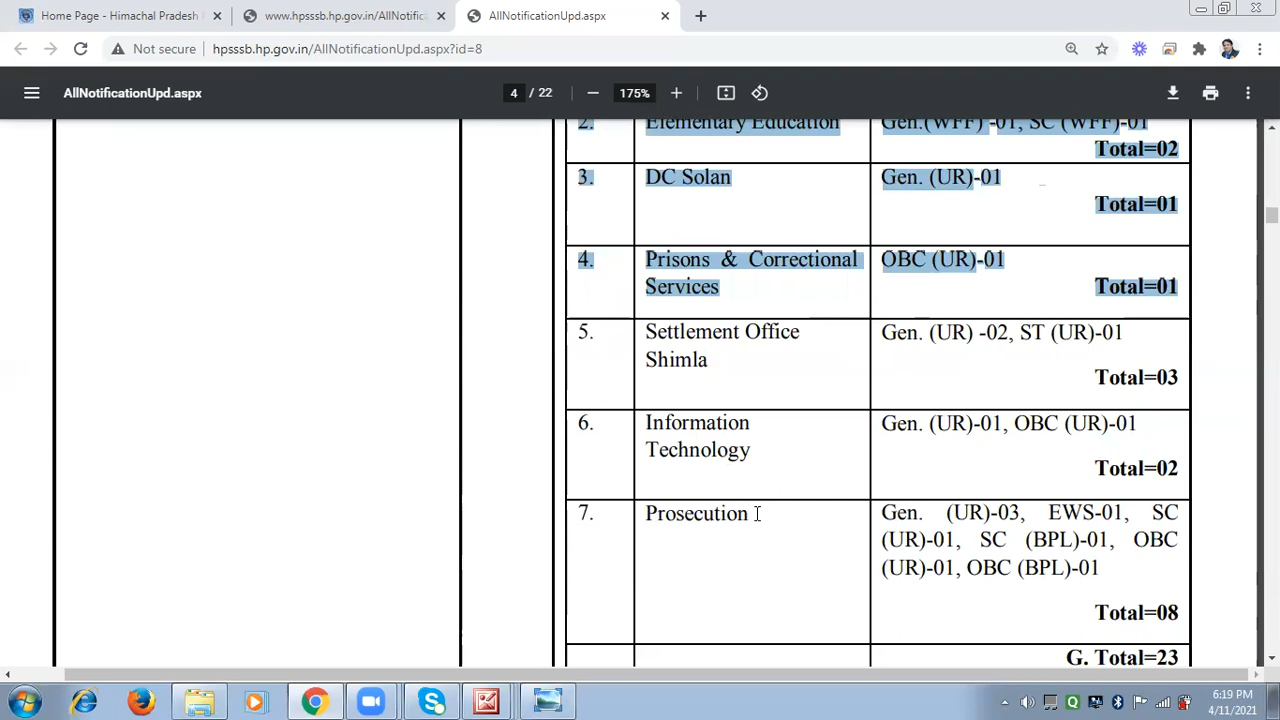 Home Page - Himachal Pradesh
www.hpsssb.hp.gov.in/AllNotific
AllNotificationUpd.aspx
Not secure
hpsssb.hp.gov.in/AllNotificationUpd.aspx?id=8
AllNotificationUpd.aspx
4 / 22
175%
2. Elementary Education Gen.(WFF) -01, SC (WFF)-01
Total=02
3. DC Solan Gen. (UR)-01
Total=01
4. Prisons & Correctional OBC (UR)-01
Services Total=01
5. Settlement Office Gen. (UR) -02, ST (UR)-01
Shimla
Total=03
6. Information Gen. (UR)-01, OBC (UR)-01
Technology
Total=02
7. Prosecution Gen. (UR)-03, EWS-01, SC
(UR)-01, SC (BPL)-01, OBC
(UR)-01, OBC (BPL)-01
Total=08
G. Total=23
6:19 PM
4/11/2021